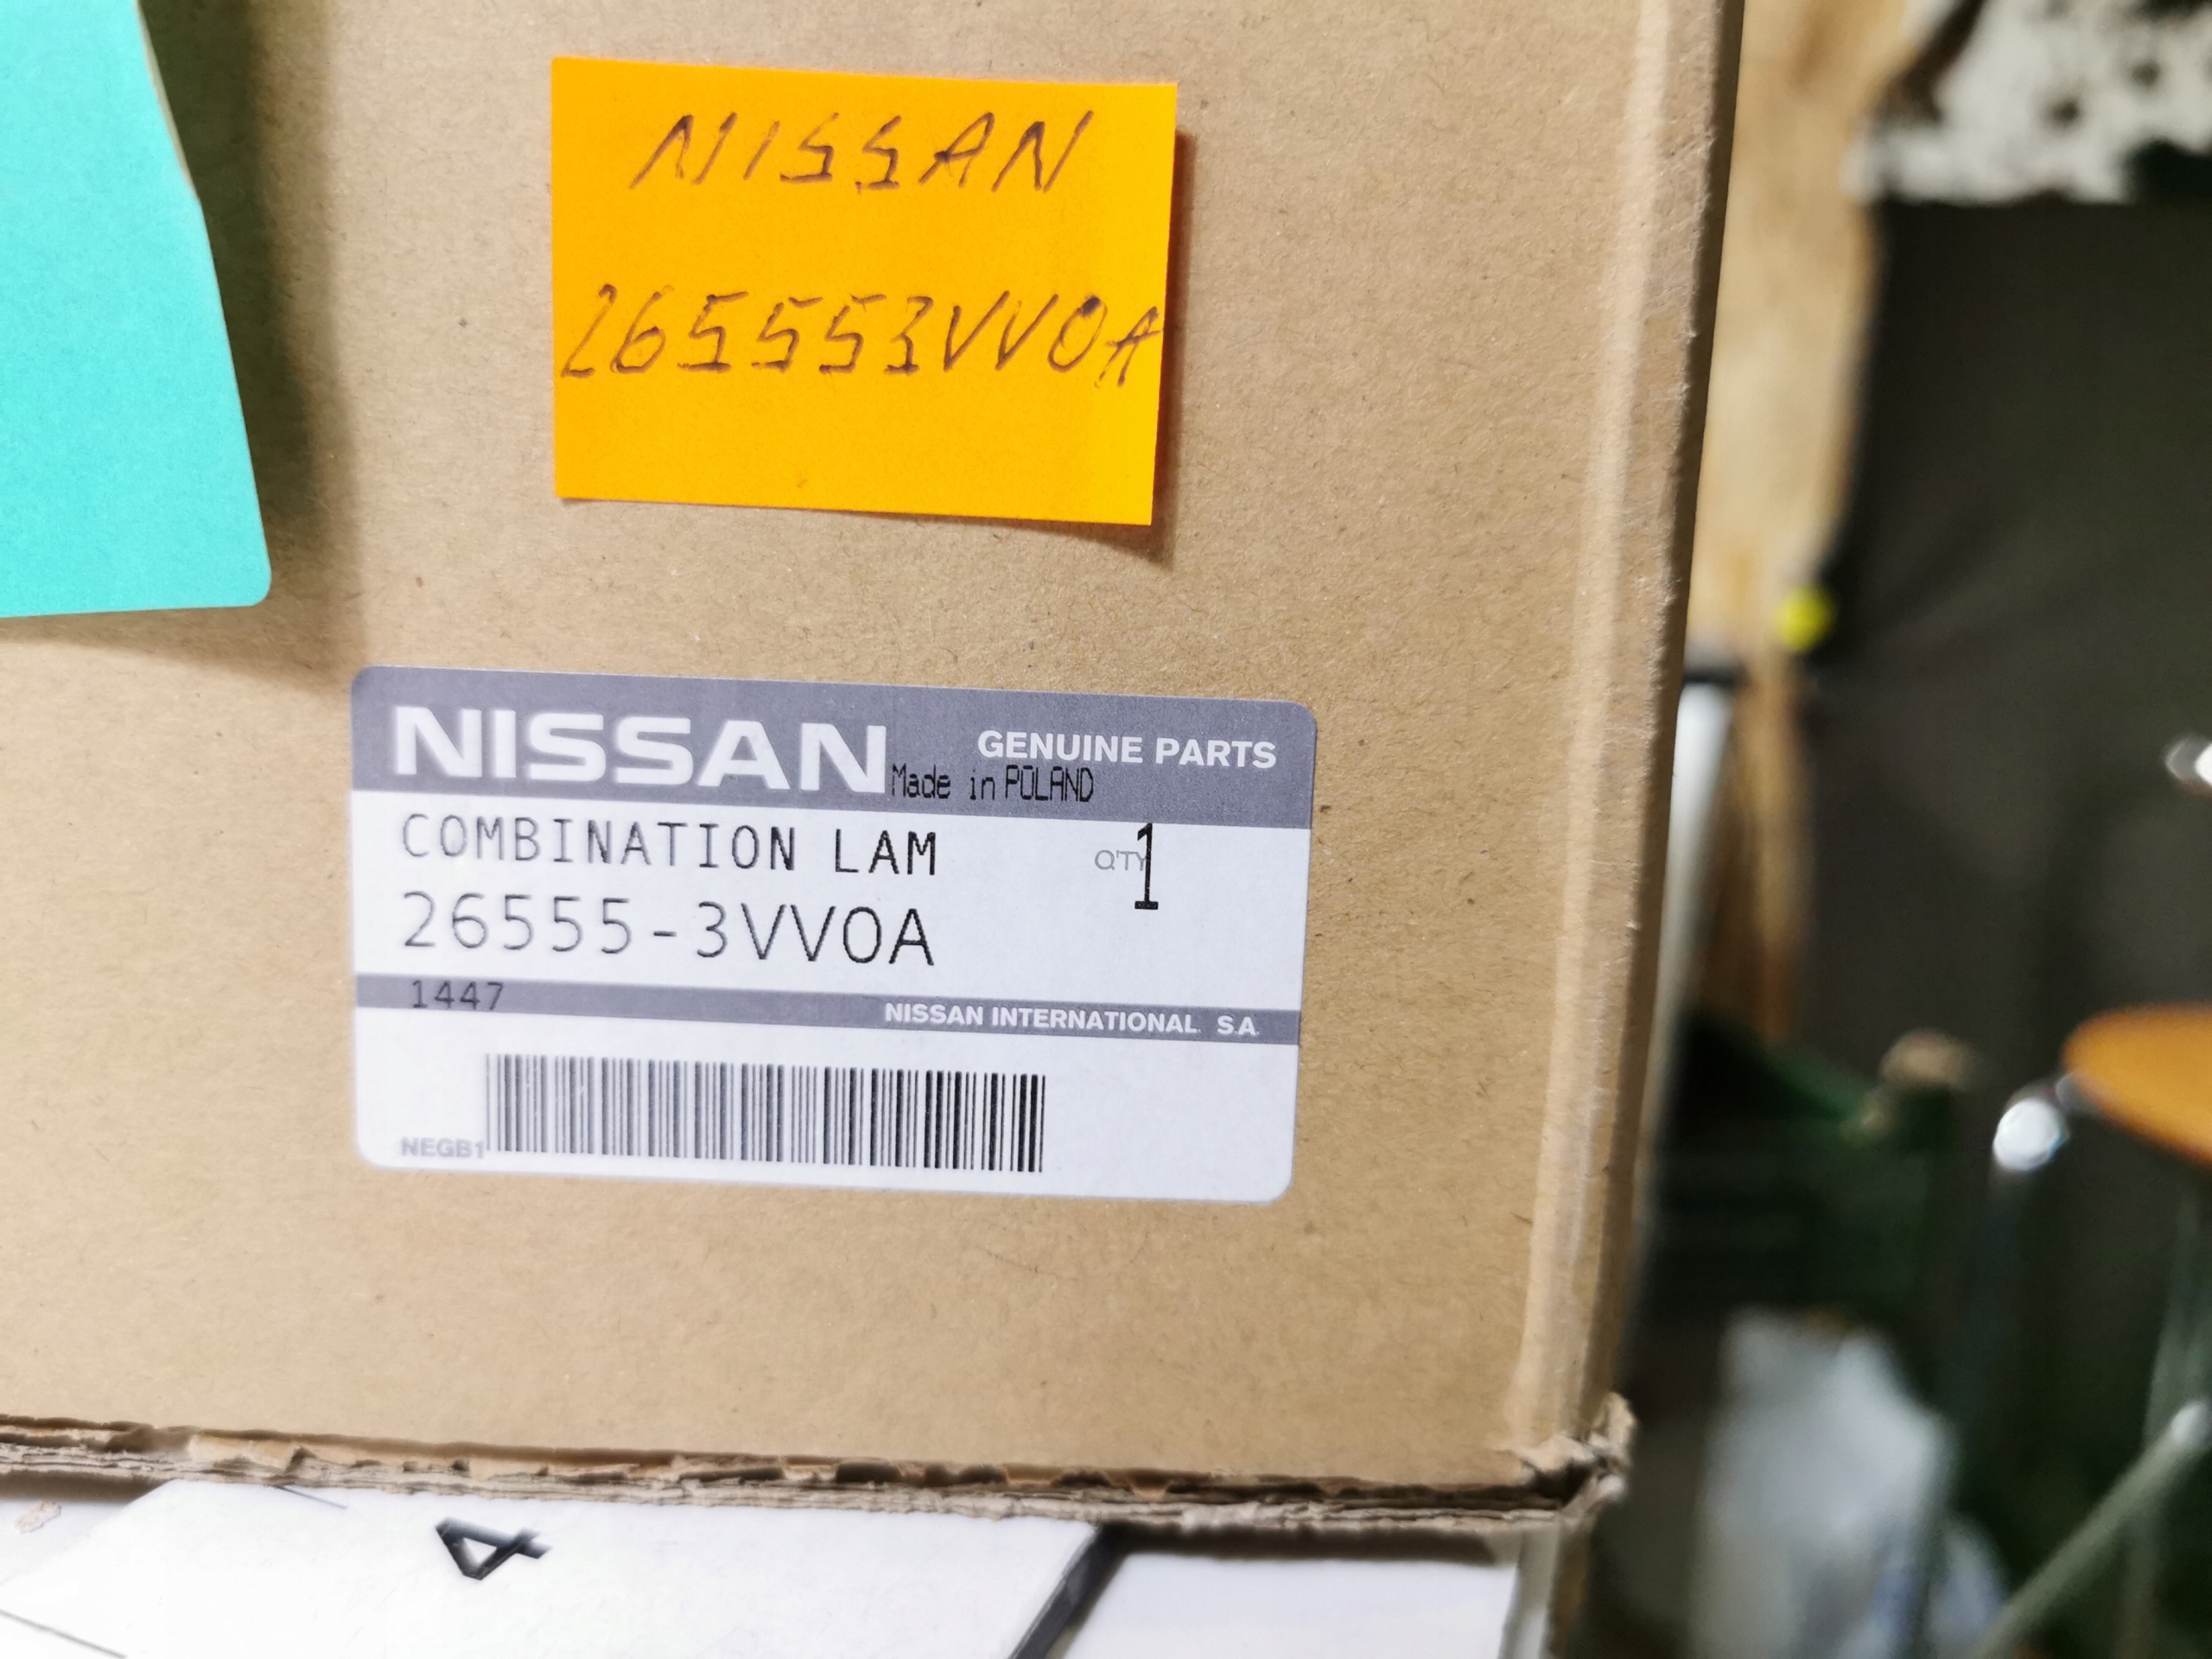 NISSAN
265553VV0A
NISSAN GENUINE PARTS
Made in POLAND
COMBINATION LAM Q'TY 1
26555-3VV0A
1447
NISSAN INTERNATIONAL S.A.
NEGB1
4